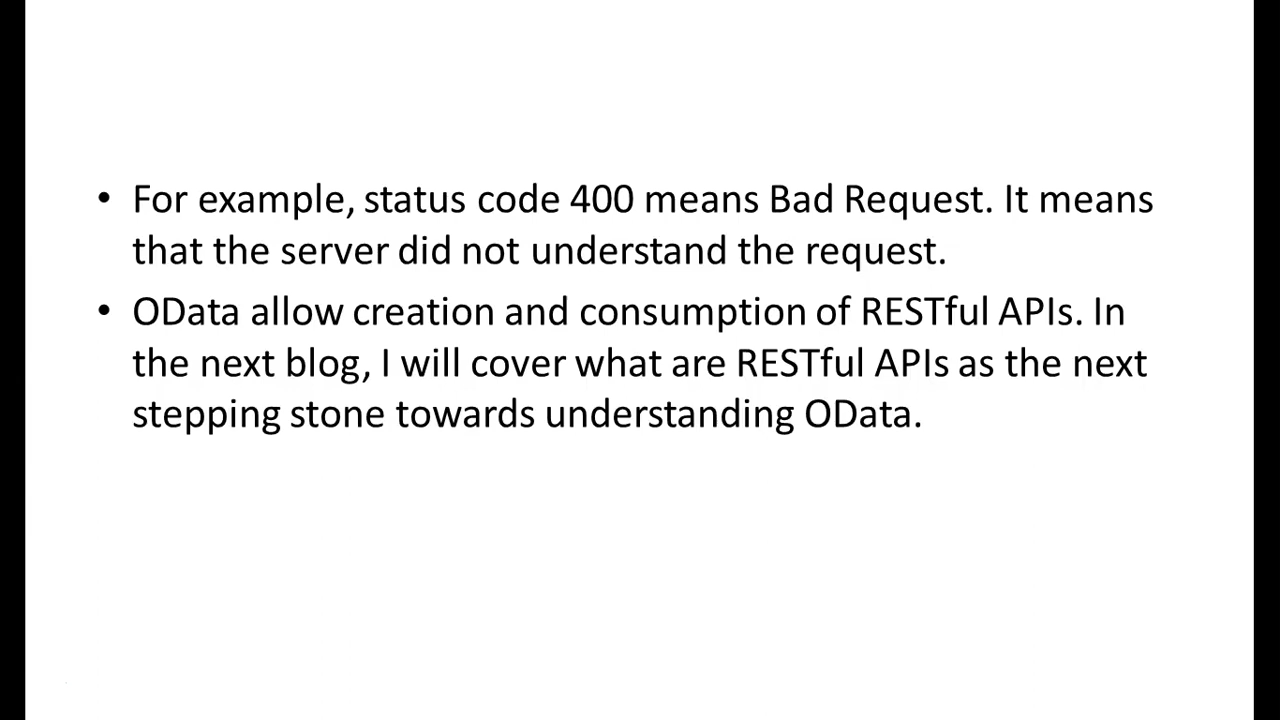 • For example, status code 400 means Bad Request. It means
that the server did not understand the request.
• OData allow creation and consumption of RESTful APIs. In
the next blog, I will cover what are RESTful APIs as the next
stepping stone towards understanding OData.